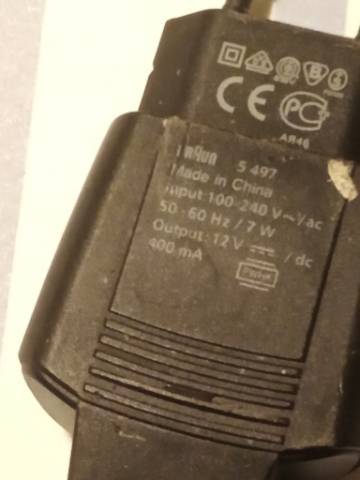 CE
AR46
BRAUN 5 497
Made in China
Input 100-240 V~/ac
50 - 60 Hz / 7 W
Output: 12 V ⎓ / dc
400 mA